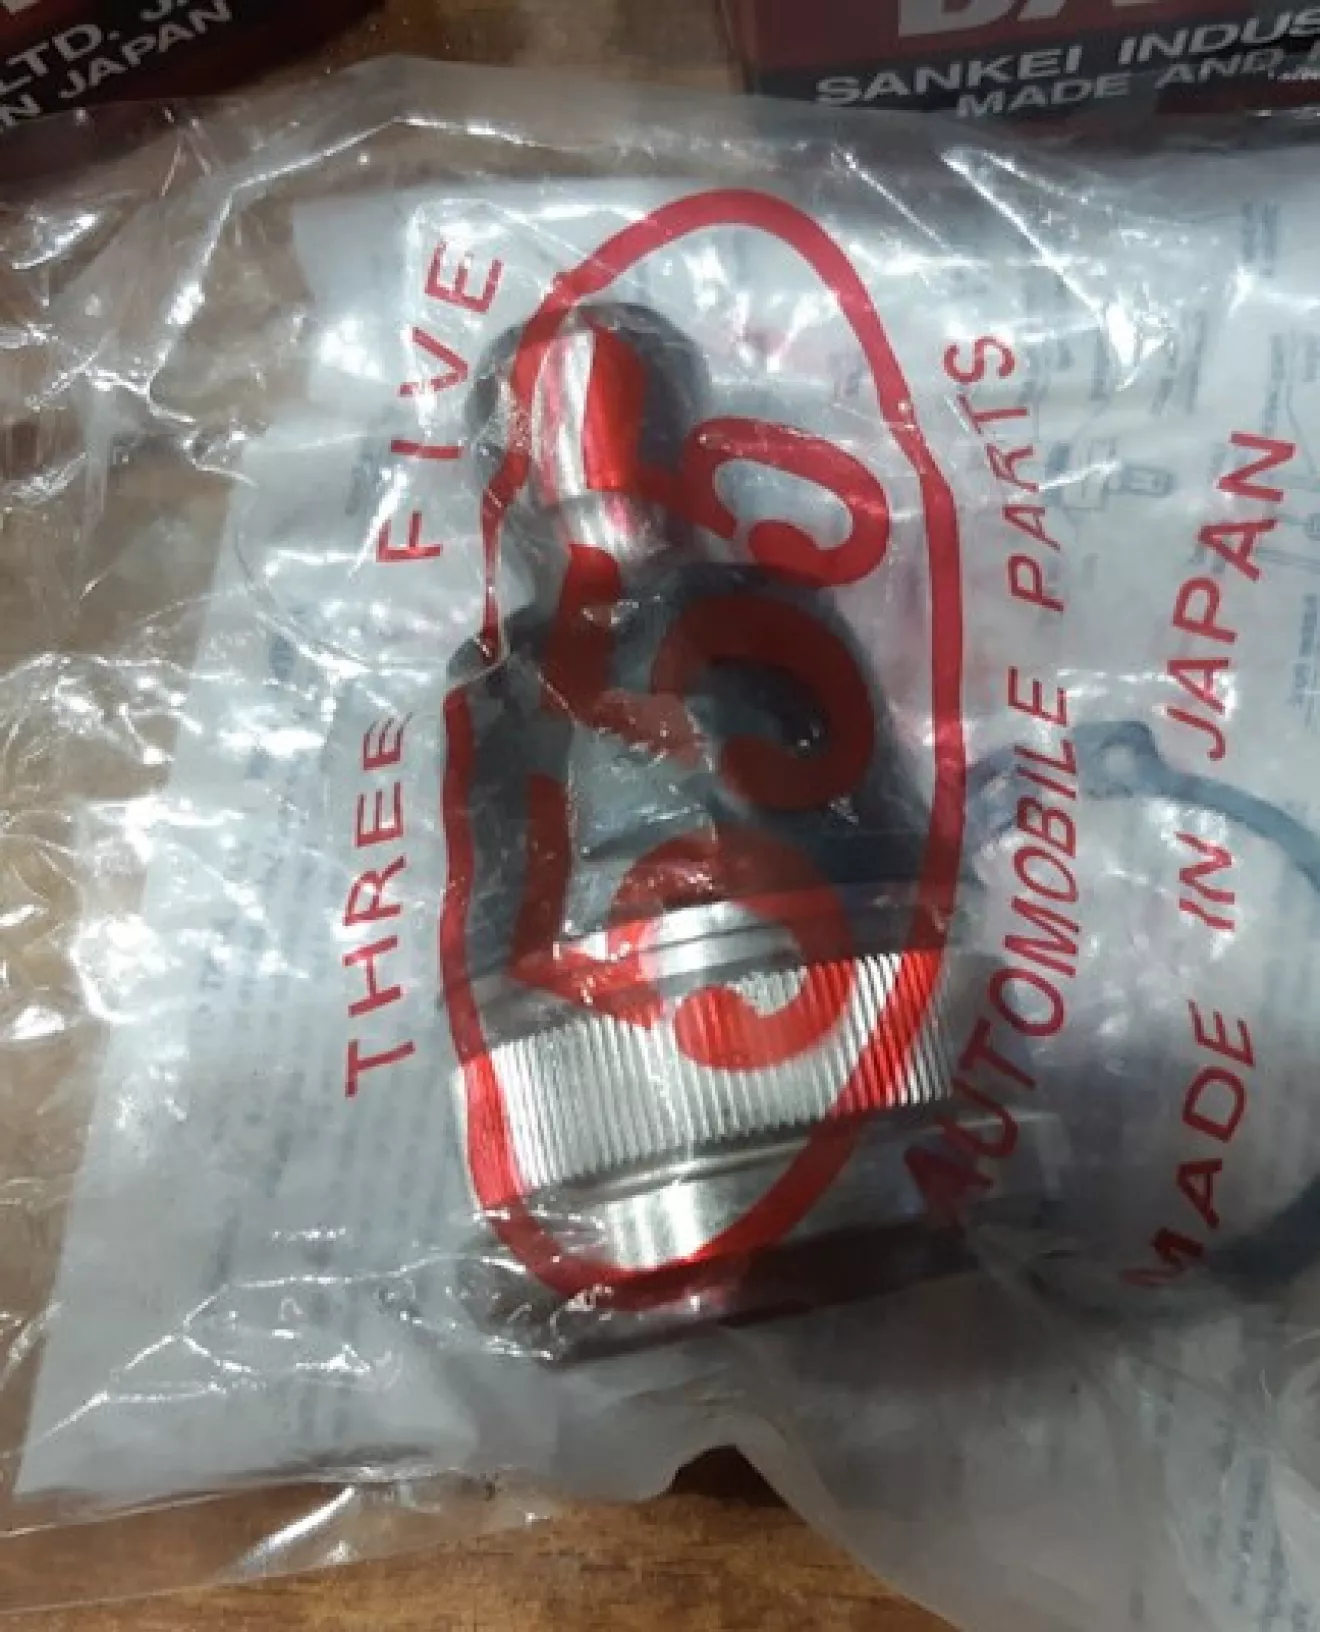 LTD.
N JAPAN
SANKEI INDUS
MADE AND
THREE FIVE
555
AUTOMOBILE PARTS
MADE IN JAPAN